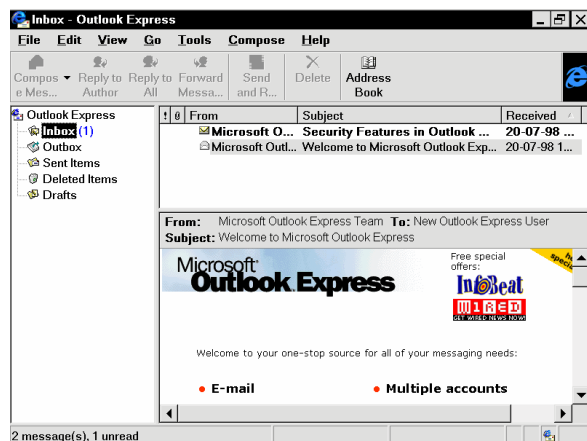 Inbox - Outlook Express
File Edit View Go Tools Compose Help
Compos Reply to Reply to Forward Send Delete Address
e Mes... Author All Messa... and R... Book
Outlook Express
Inbox (1)
Outbox
Sent Items
Deleted Items
Drafts
! From Subject Received
Microsoft O... Security Features in Outlook ... 20-07-98 ...
Microsoft Outl... Welcome to Microsoft Outlook Exp... 20-07-98 1...
From: Microsoft Outlook Express Team To: New Outlook Express User
Subject: Welcome to Microsoft Outlook Express
Microsoft
Outlook Express
Free special
offers:
InfoBeat
WIRED
GET WIRED NEWS NOW!
Welcome to your one-stop source for all of your messaging needs:
• E-mail • Multiple accounts
2 message(s), 1 unread